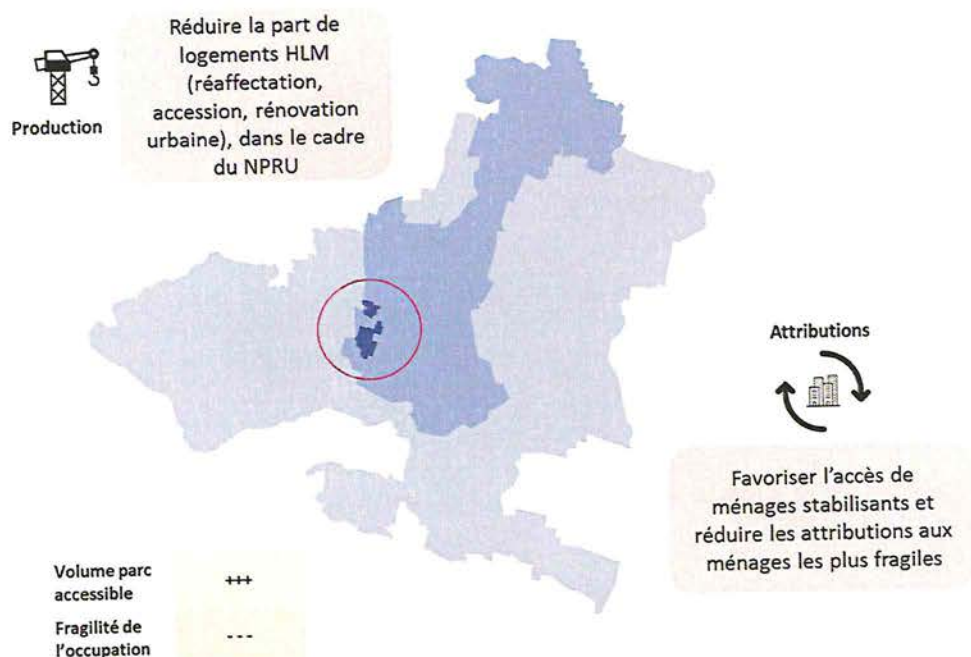 Réduire la part de
logements HLM
(réaffectation,
accession, rénovation
urbaine), dans le cadre
du NPRU
Production
Attributions
Favoriser l'accès de
ménages stabilisants et
réduire les attributions aux
ménages les plus fragiles
Volume parc
accessible
+++
Fragilité de
l'occupation
---